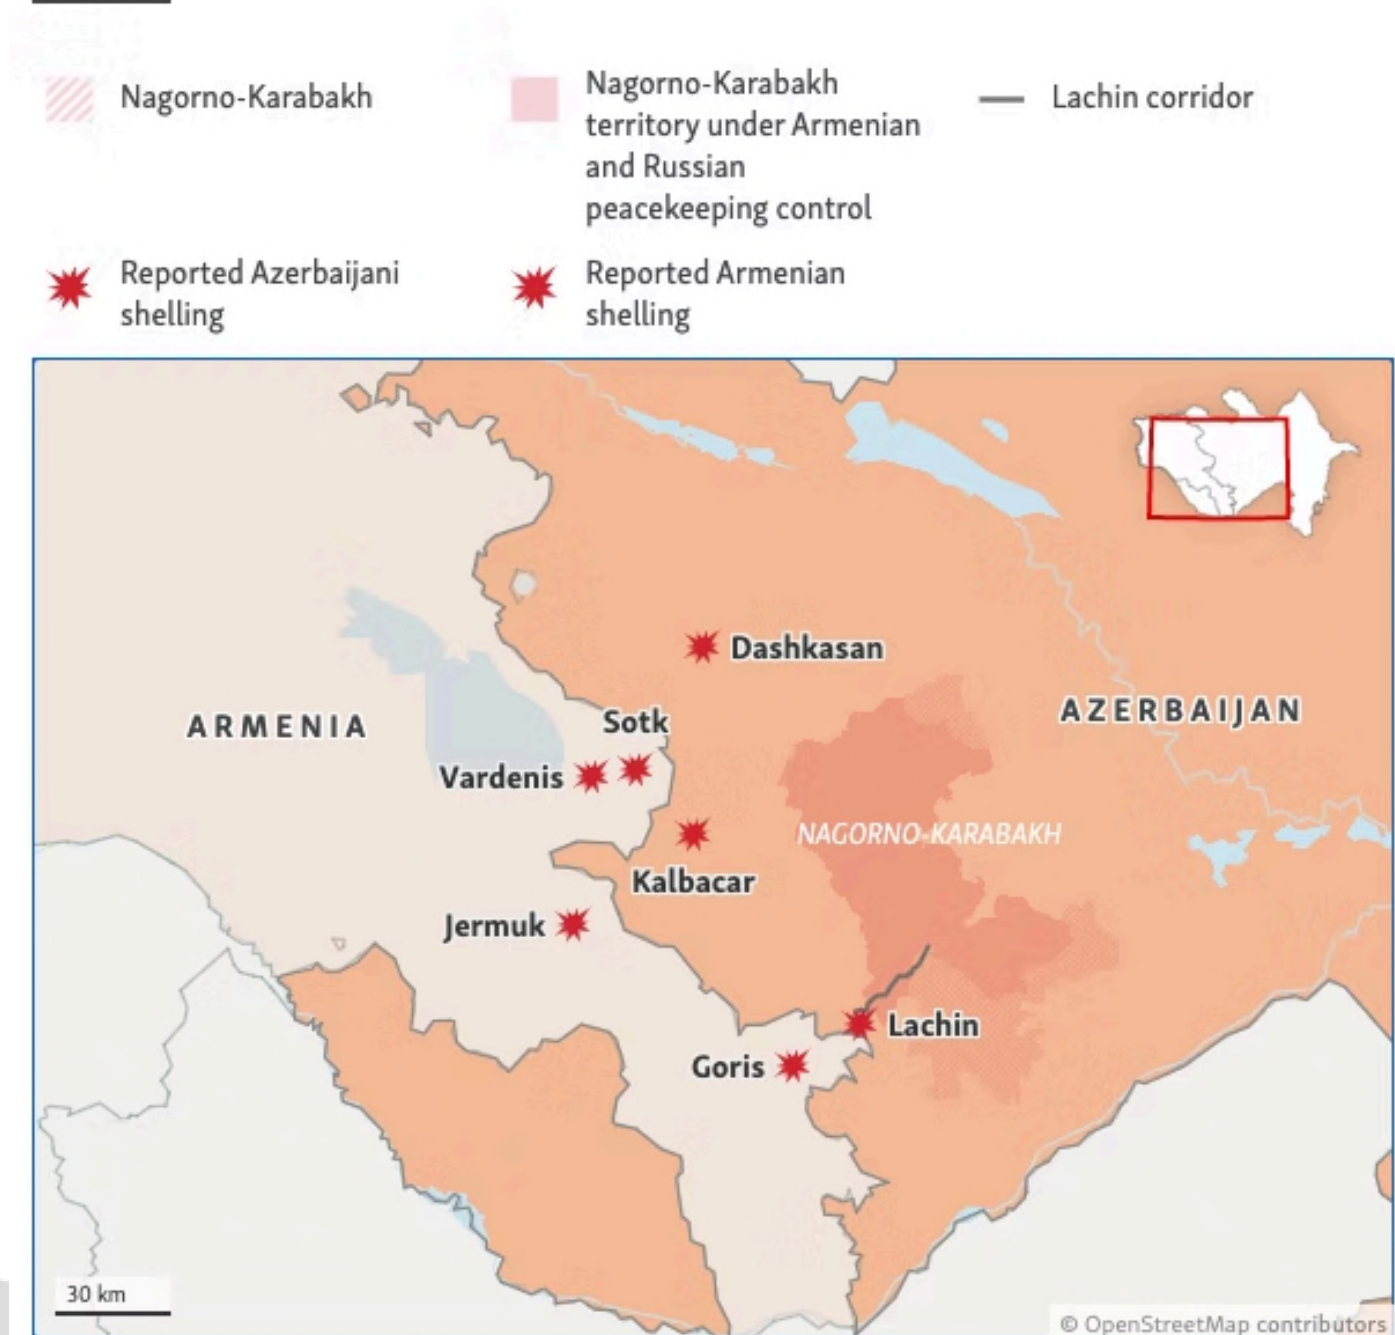 Nagorno-Karabakh
Nagorno-Karabakh
territory under Armenian
and Russian
peacekeeping control
Lachin corridor
Reported Azerbaijani
shelling
Reported Armenian
shelling
Dashkasan
AZERBAIJAN
ARMENIA
Sotk
Vardenis
NAGORNO-KARABAKH
Kalbacar
Jermuk
Lachin
Goris
30 km
© OpenStreetMap contributors